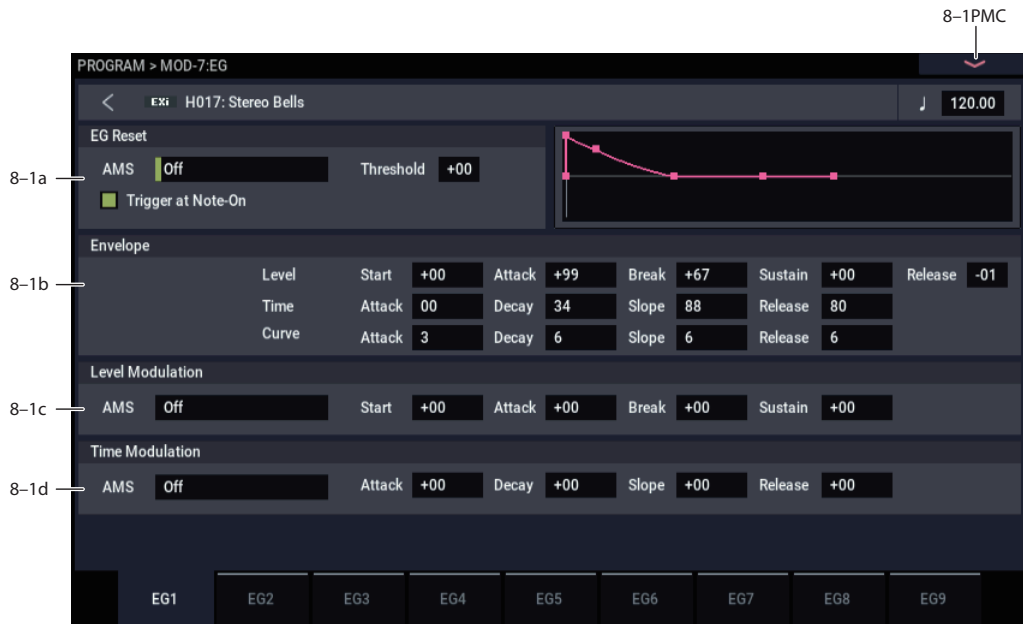 8–1PMC
PROGRAM > MOD-7:EG
EXi H017: Stereo Bells
♩ 120.00
EG Reset
8–1a
AMS Off Threshold +00
Trigger at Note-On
Envelope
8–1b
Level Start +00 Attack +99 Break +67 Sustain +00 Release -01
Time Attack 00 Decay 34 Slope 88 Release 80
Curve Attack 3 Decay 6 Slope 6 Release 6
Level Modulation
8–1c AMS Off Start +00 Attack +00 Break +00 Sustain +00
Time Modulation
8–1d AMS Off Attack +00 Decay +00 Slope +00 Release +00
EG1 EG2 EG3 EG4 EG5 EG6 EG7 EG8 EG9